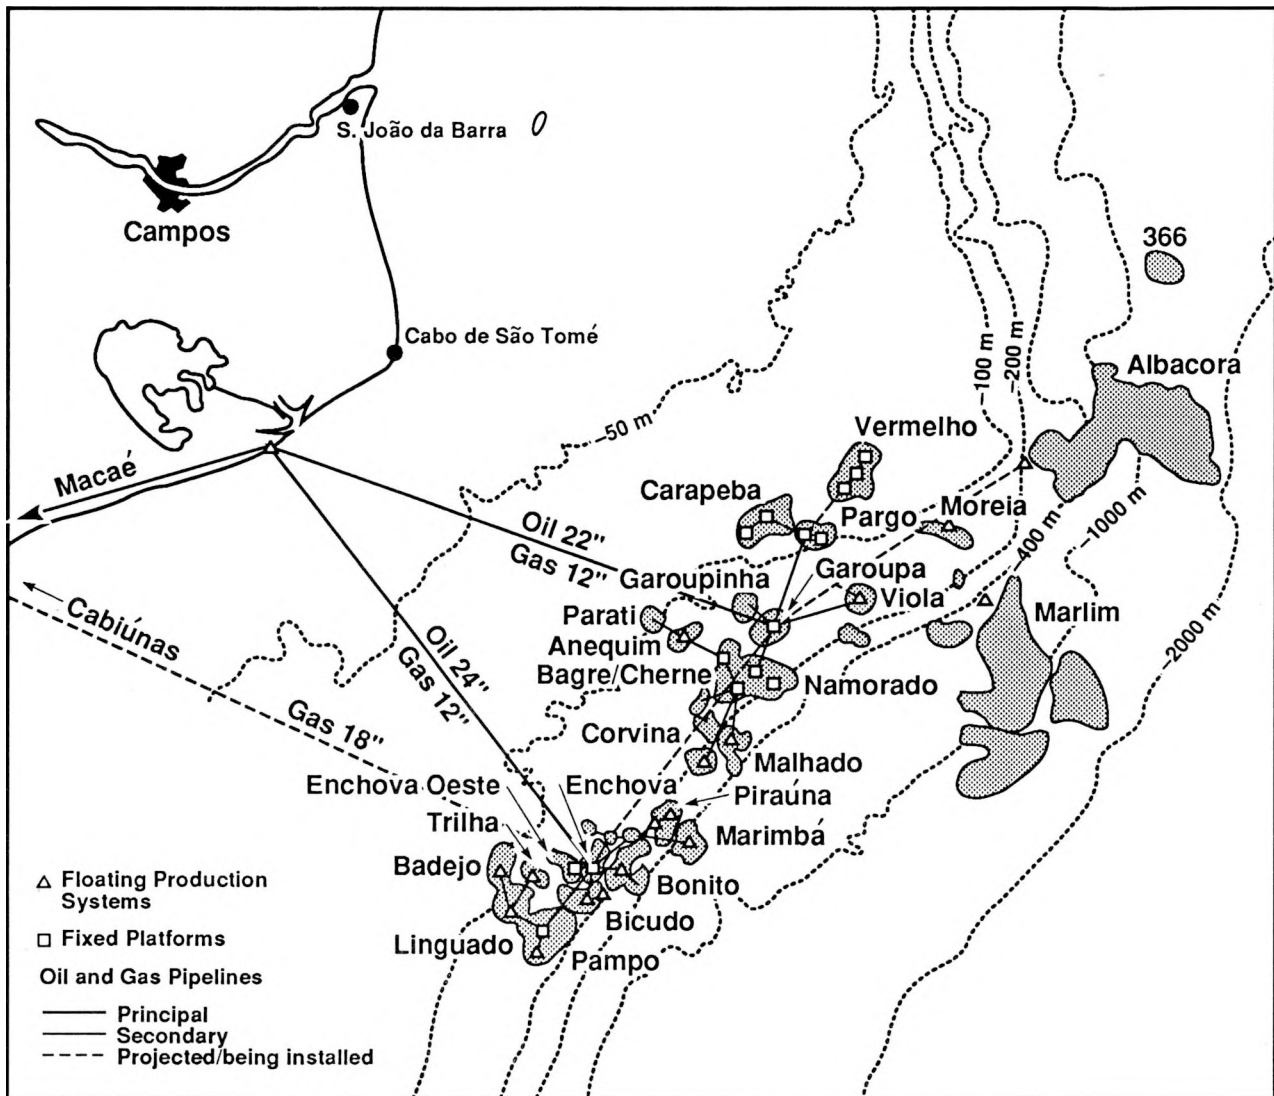 S. João da Barra
Campos
366
Cabo de São Tomé
–100 m
–200 m
Albacora
–50 m
Vermelho
Macaé
Carapeba
Pargo
Moreia
–1000 m
Oil 22"
Gas 12"
–400 m
Garoupinha
Garoupa
Cabiúnas
Parati
Viola
Marlim
Anequim
Oil 24"
Gas 12"
–2000 m
Bagre/Cherne
Namorado
Gas 18"
Corvina
Malhado
Enchova Oeste
Enchova
Pirauna
Trilha
Marimbá
Badejo
Bonito
Floating Production
Systems
Bicudo
Fixed Platforms
Linguado
Pampo
Oil and Gas Pipelines
Principal
Secondary
Projected/being installed